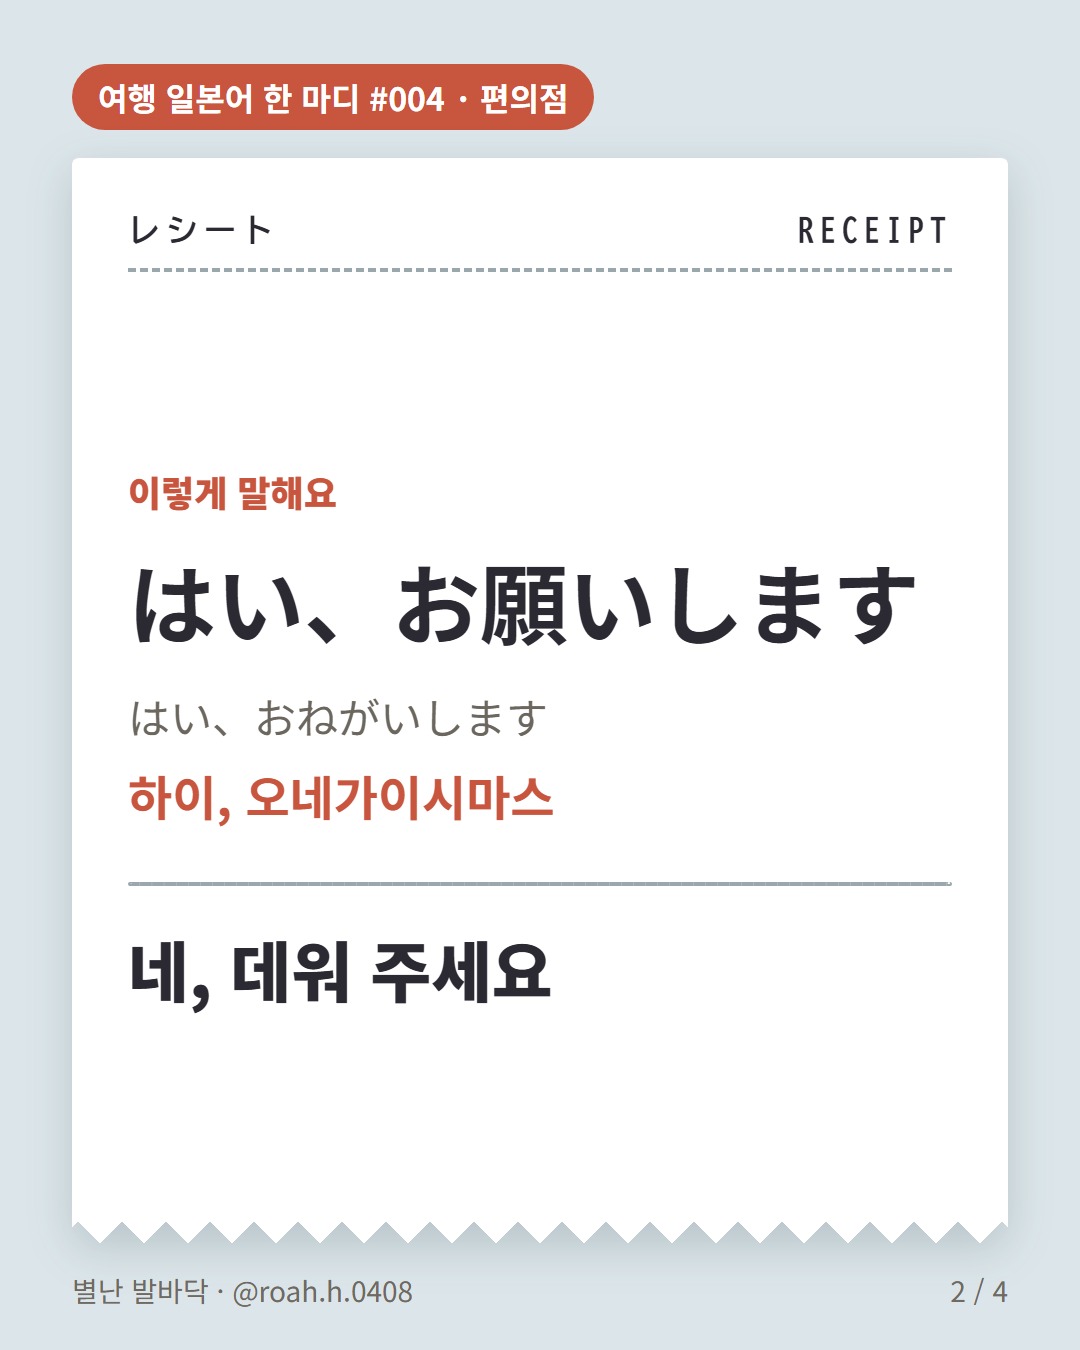 여행 일본어 한 마디 #004 · 편의점
レシート
RECEIPT
이렇게 말해요
はい、お願いします
はい、おねがいします
하이, 오네가이시마스
네, 데워 주세요
별난 발바닥 · @roah.h.0408
2 / 4